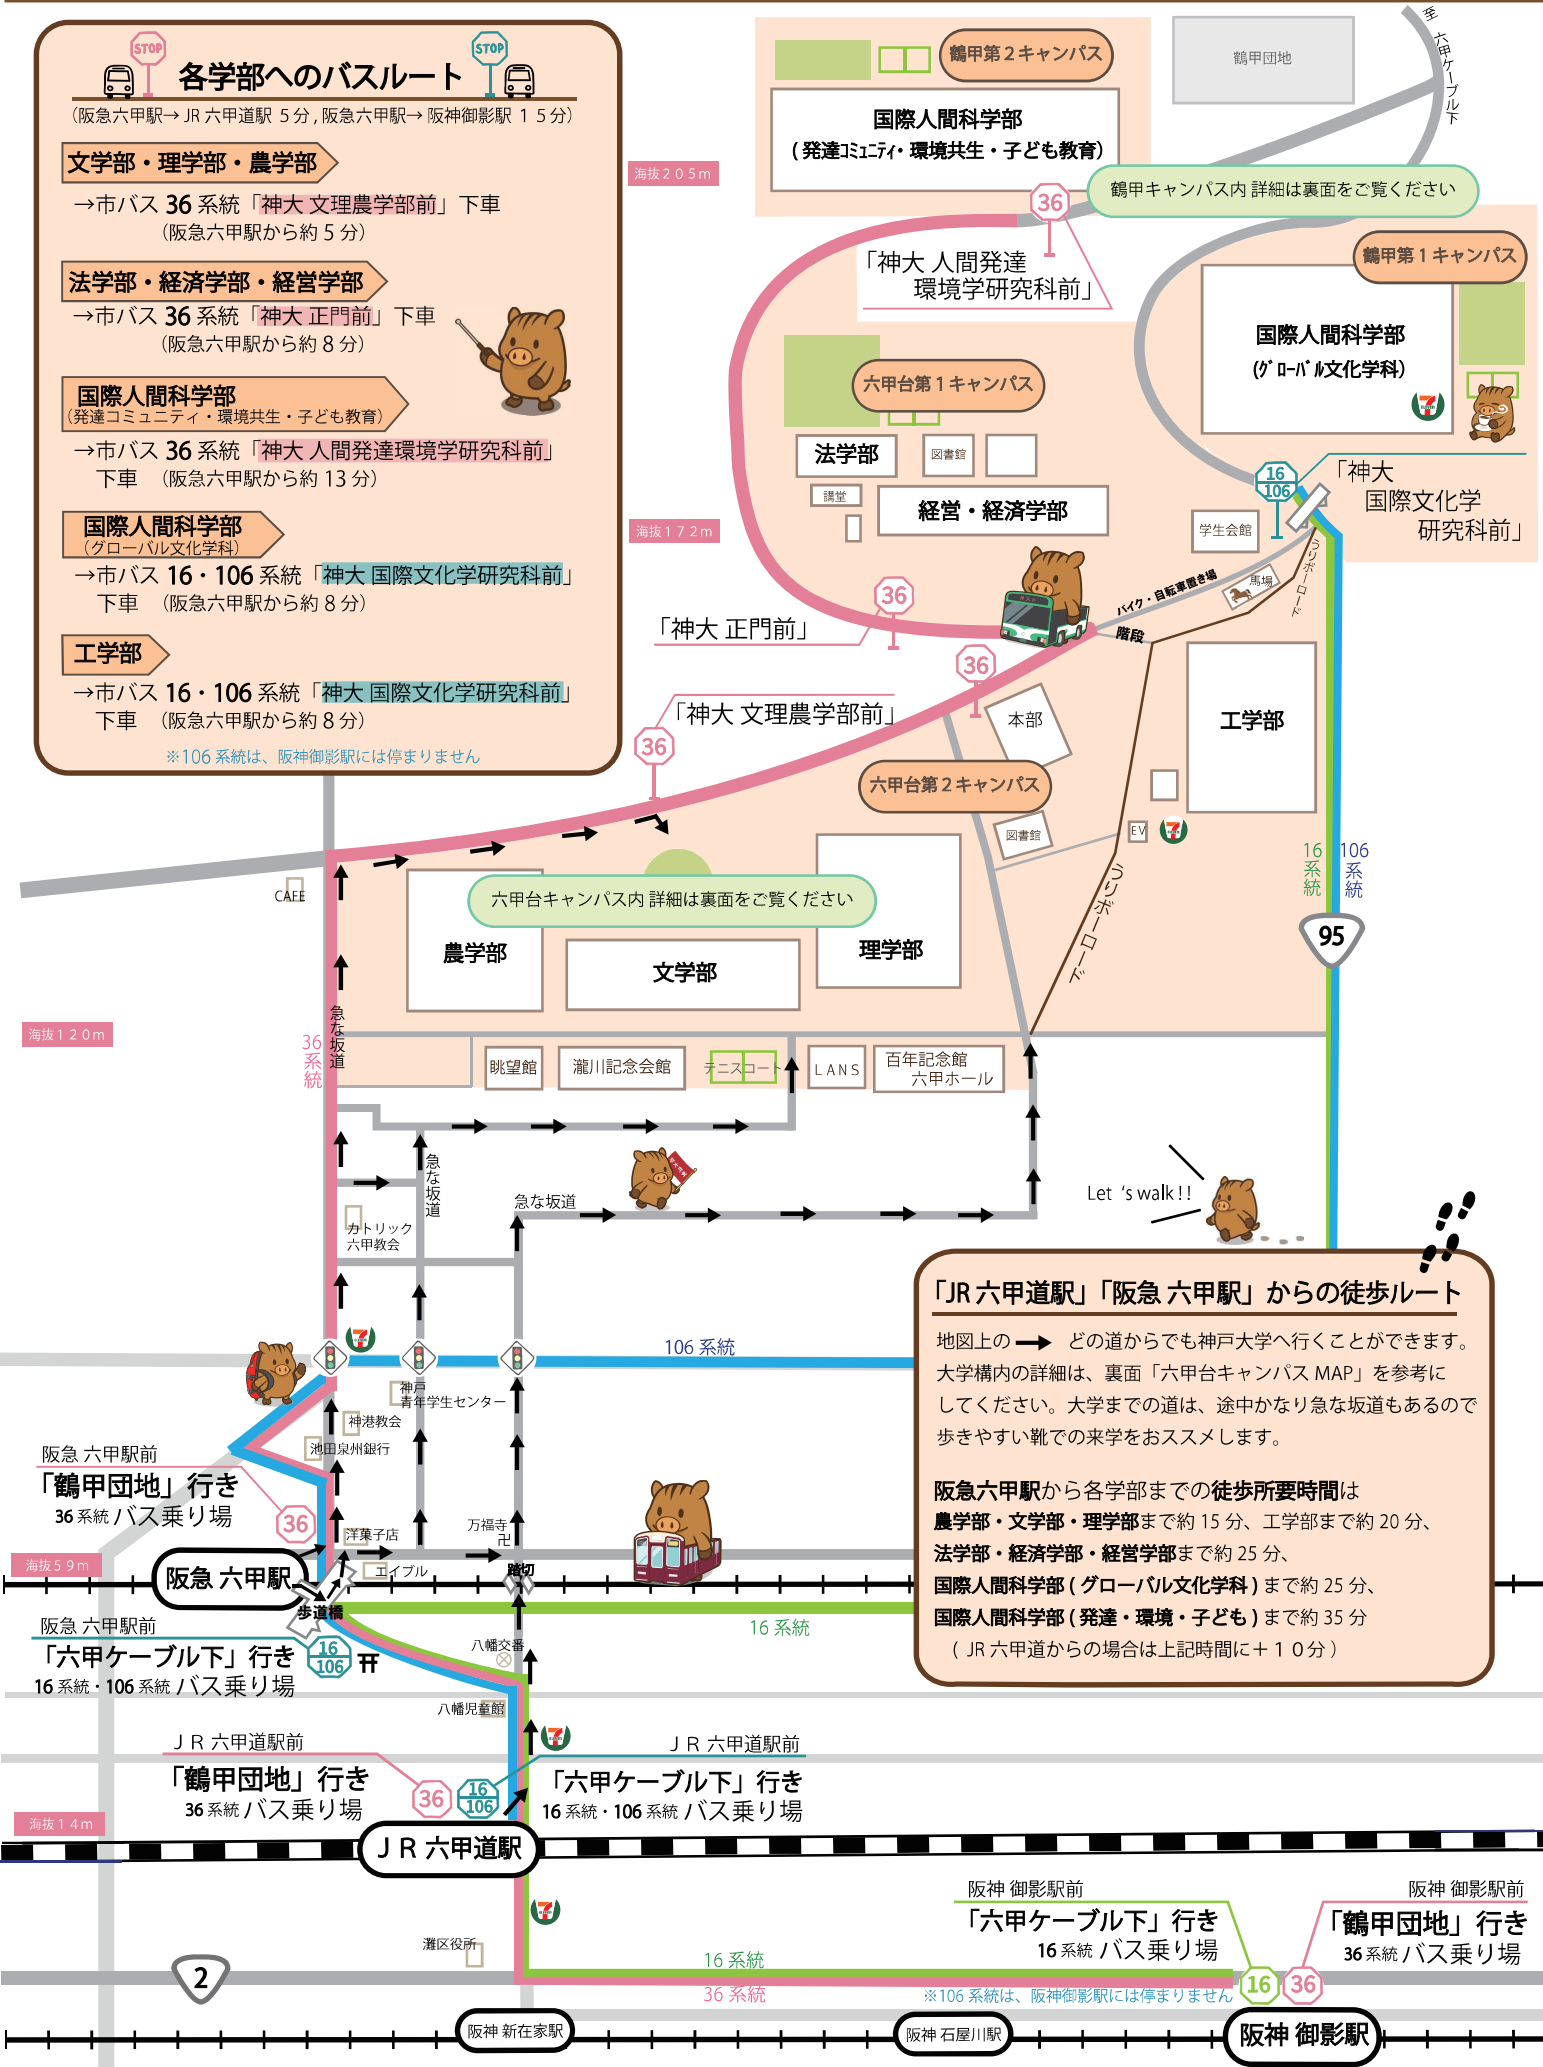 STOP
STOP
各学部へのバスルート
（阪急六甲駅→ JR 六甲道駅 ５分 , 阪急六甲駅→ 阪神御影駅 １５分）
文学部・理学部・農学部
→市バス 36 系統「神大 文理農学部前」下車
（阪急六甲駅から約 5 分）
法学部・経済学部・経営学部
→市バス 36 系統「神大 正門前」下車
（阪急六甲駅から約 8 分）
国際人間科学部
（発達コミュニティ・環境共生・子ども教育）
→市バス 36 系統「神大 人間発達環境学研究科前」
下車 （阪急六甲駅から約 13 分）
国際人間科学部
（グローバル文化学科）
→市バス 16・106 系統「神大 国際文化学研究科前」
下車 （阪急六甲駅から約 8 分）
工学部
→市バス 16・106 系統「神大 国際文化学研究科前」
下車 （阪急六甲駅から約 8 分）
※106 系統は、阪神御影駅には停まりません
至 六甲ケーブル下
鶴甲第２キャンパス
鶴甲団地
国際人間科学部
( 発達ｺﾐｭﾆﾃｨ・環境共生・子ども教育）
海抜２０５ｍ
36
鶴甲キャンパス内 詳細は裏面をご覧ください
「神大 人間発達
環境学研究科前」
鶴甲第１キャンパス
国際人間科学部
(ｸﾞﾛｰﾊﾞﾙ文化学科）
六甲台第１キャンパス
法学部
図書館
講堂
経営・経済学部
16
106
「神大
国際文化学
研究科前」
学生会館
海抜１７２ｍ
馬場
バイク・自転車置き場
うりボーロード
階段
36
「神大 正門前」
36
「神大 文理農学部前」
36
本部
工学部
六甲台第２キャンパス
図書館
EV
16
系統
106
系統
95
うりボーロード
CAFE
六甲台キャンパス内 詳細は裏面をご覧ください
農学部
文学部
理学部
海抜１２０ｍ
36
系統
急な坂道
眺望館
瀧川記念会館
テニスコート
ＬＡＮＳ
百年記念館
六甲ホール
急な坂道
急な坂道
カトリック
六甲教会
Let‘s walk!!
106 系統
神戸
青年学生センター
神港教会
池田泉州銀行
阪急 六甲駅前
「鶴甲団地」行き
36 系統 バス乗り場
36
洋菓子店
エイブル
万福寺
卍
踏切
海抜５９ｍ
阪急 六甲駅
歩道橋
16 系統
阪急 六甲駅前
「六甲ケーブル下」行き
16 系統・106 系統 バス乗り場
16
106
八幡交番
八幡児童館
「JR 六甲道駅」「阪急 六甲駅」からの徒歩ルート
地図上の → どの道からでも神戸大学へ行くことができます。
大学構内の詳細は、裏面「六甲台キャンパス MAP」を参考に
してください。大学までの道は、途中かなり急な坂道もあるので
歩きやすい靴での来学をおススメします。
阪急六甲駅から各学部までの徒歩所要時間は
農学部・文学部・理学部まで約 15 分、工学部まで約 20 分、
法学部・経済学部・経営学部まで約 25 分、
国際人間科学部 ( グローバル文化学科 ) まで約 25 分、
国際人間科学部 ( 発達・環境・子ども ) まで約 35 分
（ JR 六甲道からの場合は上記時間に＋１０分 ）
ＪＲ 六甲道駅前
「鶴甲団地」行き
36 系統 バス乗り場
36
16
106
ＪＲ 六甲道駅前
「六甲ケーブル下」行き
16 系統・106 系統 バス乗り場
海抜１４ｍ
ＪＲ 六甲道駅
灘区役所
2
16 系統
36 系統
阪神 御影駅前
「六甲ケーブル下」行き
16 系統 バス乗り場
阪神 御影駅前
「鶴甲団地」行き
36 系統 バス乗り場
※106 系統は、阪神御影駅には停まりません
16
36
阪神 新在家駅
阪神 石屋川駅
阪神 御影駅